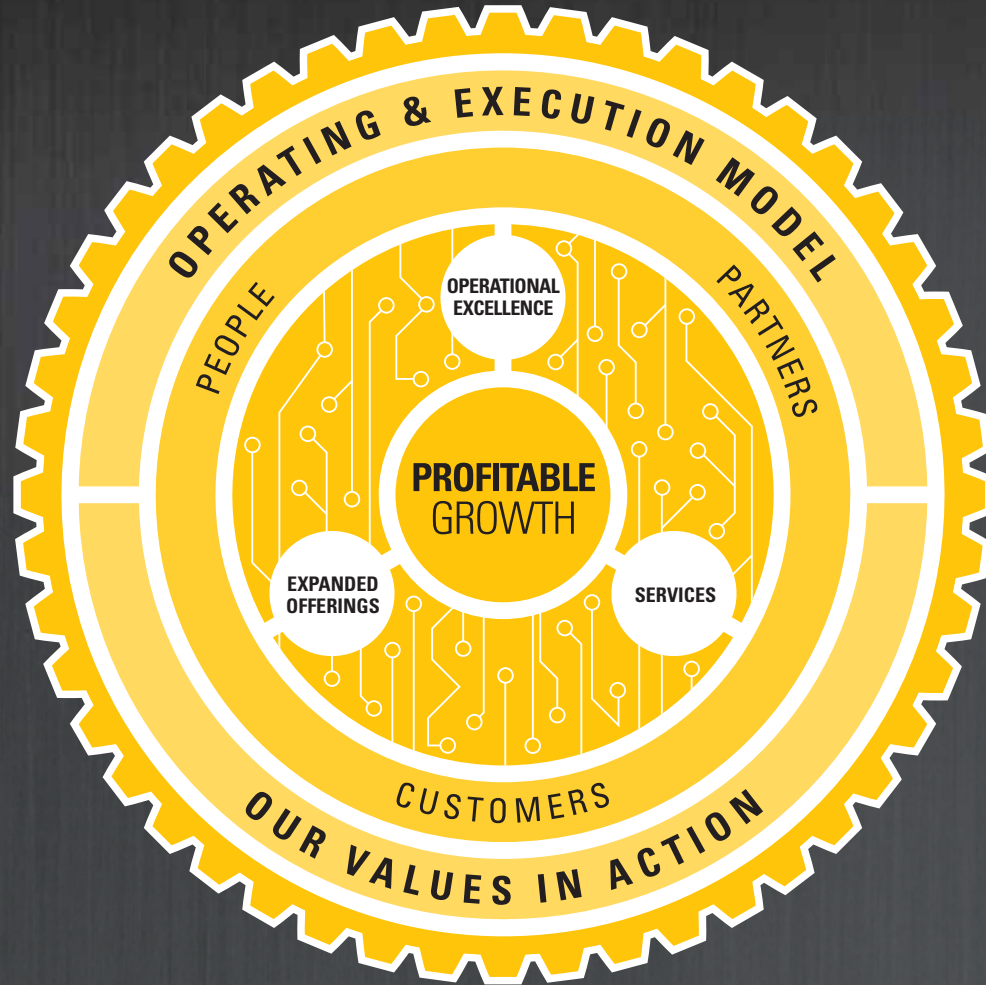 OPERATING & EXECUTION MODEL
PEOPLE
PARTNERS
OPERATIONAL
EXCELLENCE
PROFITABLE
GROWTH
EXPANDED
OFFERINGS
SERVICES
CUSTOMERS
OUR VALUES IN ACTION